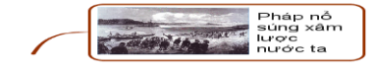 Pháp nổ
súng xâm
lược
nước ta